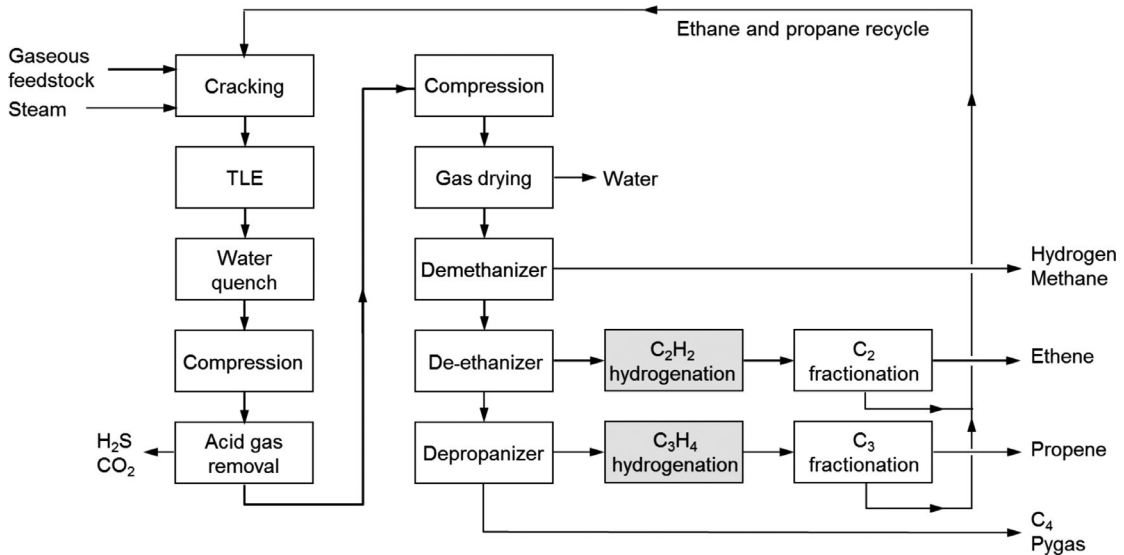 Ethane and propane recycle
Gaseous
feedstock
Steam
Cracking
Compression
TLE
Gas drying
Water
Water
quench
Demethanizer
Hydrogen
Methane
Compression
De-ethanizer
C₂H₂
hydrogenation
C₂
fractionation
Ethene
H₂S
CO₂
Acid gas
removal
Depropanizer
C₃H₄
hydrogenation
C₃
fractionation
Propene
C₄
Pygas